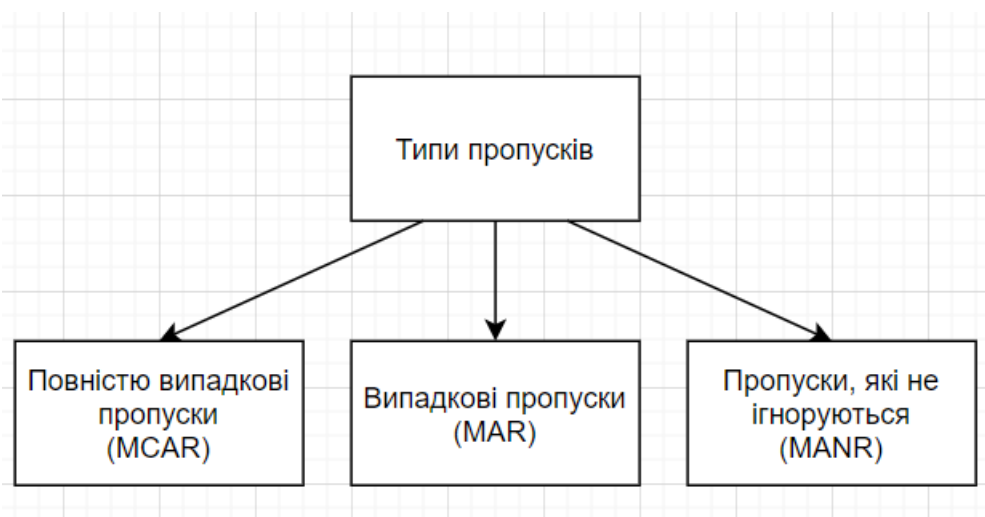 Типи пропусків
Повністю випадкові
пропуски
(MCAR)
Випадкові пропуски
(MAR)
Пропуски, які не
ігноруються
(MANR)